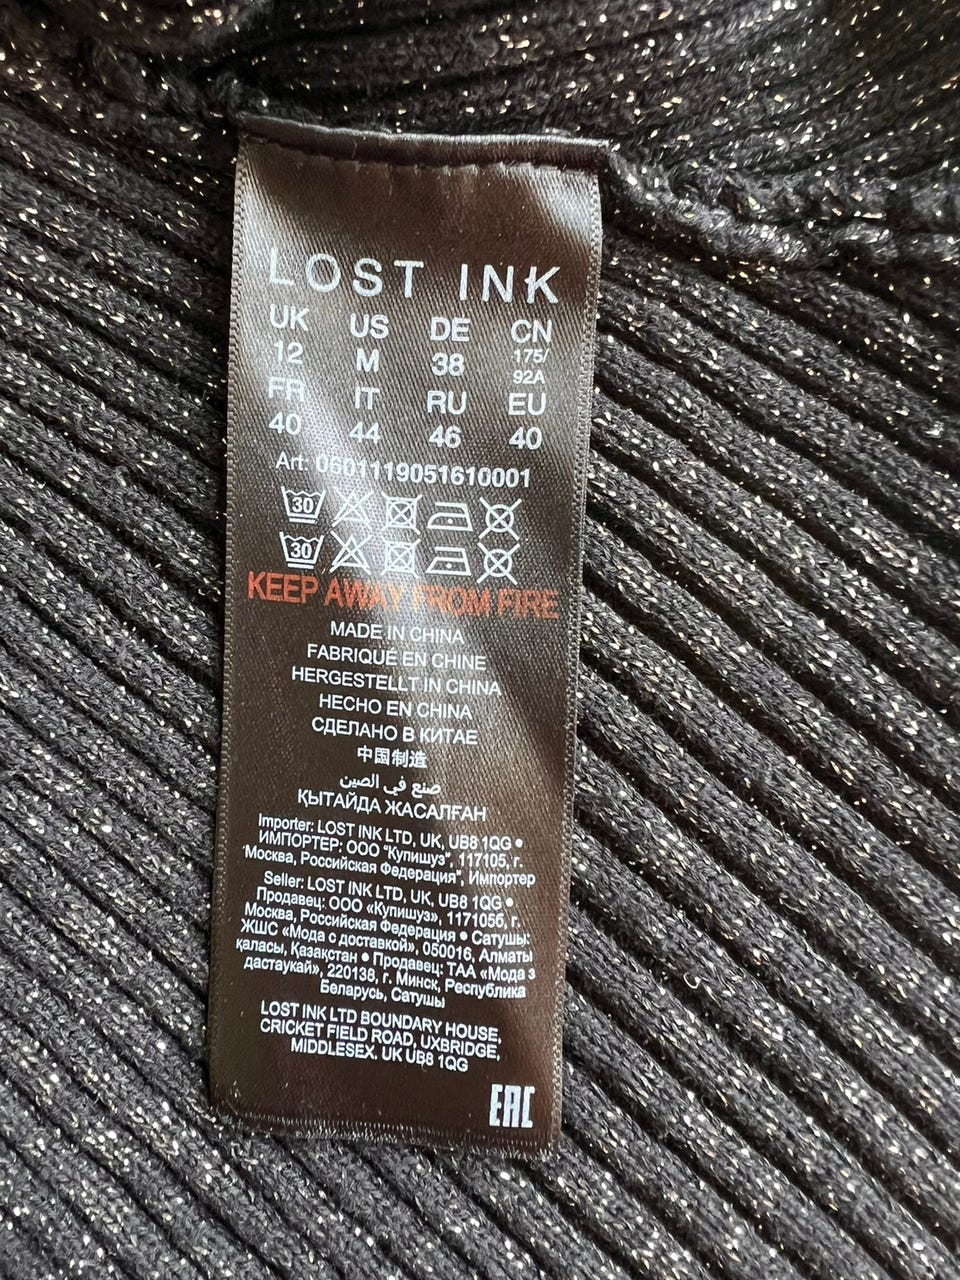 LOST INK
UK US DE CN
12 M 38 175/
92A
FR IT RU EU
40 44 46 40
Art: 0601119051610001
30
30
KEEP AWAY FROM FIRE
MADE IN CHINA
FABRIQUÉ EN CHINE
HERGESTELLT IN CHINA
HECHO EN CHINA
СДЕЛАНО В КИТАЕ
中国制造
صنع في الصين
ҚЫТАЙДА ЖАСАЛҒАН
Importer: LOST INK LTD, UK, UB8 1QG •
ИМПОРТЕР: ООО "Купишуз", 117105, г.
Москва, Российская Федерация", Импортер
Seller: LOST INK LTD, UK, UB8 1QG •
Продавец: ООО «Купишуз», 1171056, г.
Москва, Российская Федерация • Сатушы:
ЖШС «Мода с доставкой», 050016, Алматы
қаласы, Қазақстан • Продавец: ТАА «Мода з
дастаукай», 220138, г. Минск, Республика
Беларусь, Сатушы
LOST INK LTD BOUNDARY HOUSE,
CRICKET FIELD ROAD, UXBRIDGE,
MIDDLESEX. UK UB8 1QG
EAC